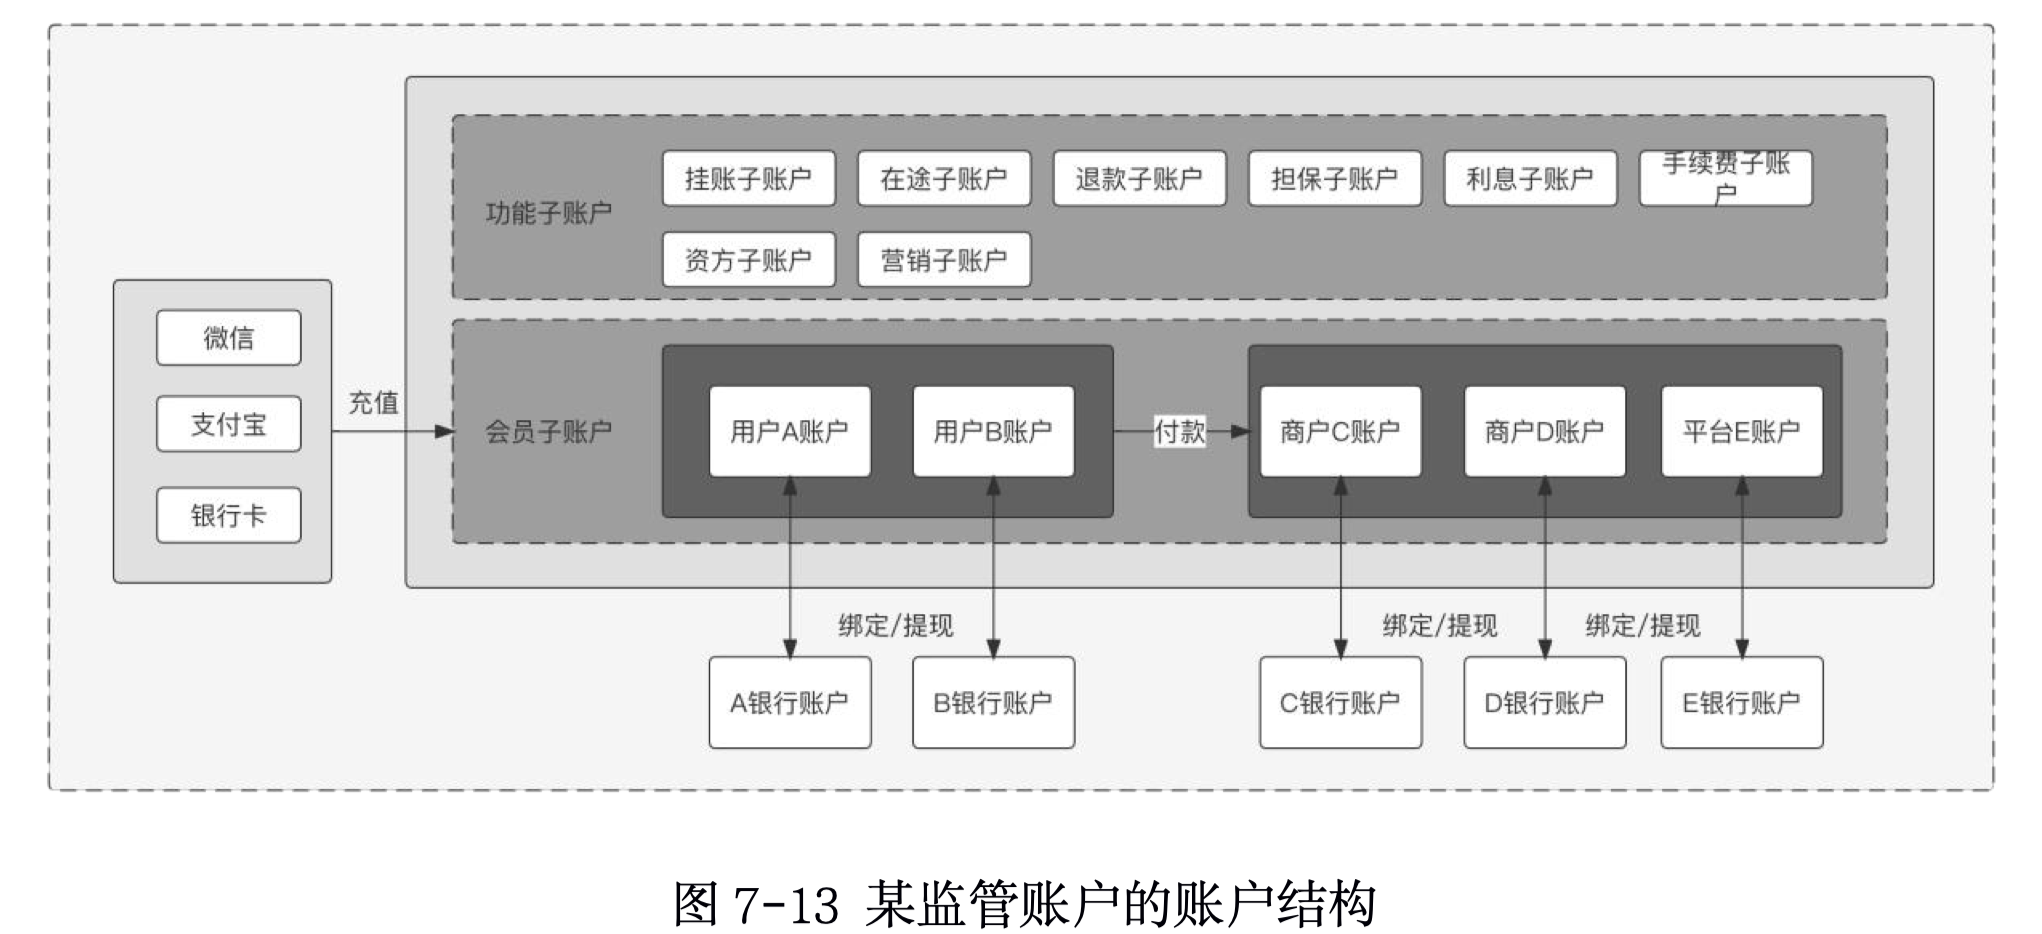 挂账子账户
在途子账户
退款子账户
担保子账户
利息子账户
手续费子账
户
功能子账户
资方子账户
营销子账户
微信
支付宝
银行卡
充值
会员子账户
用户A账户
用户B账户
付款
商户C账户
商户D账户
平台E账户
绑定/提现
绑定/提现
绑定/提现
A银行账户
B银行账户
C银行账户
D银行账户
E银行账户
图 7-13 某监管账户的账户结构